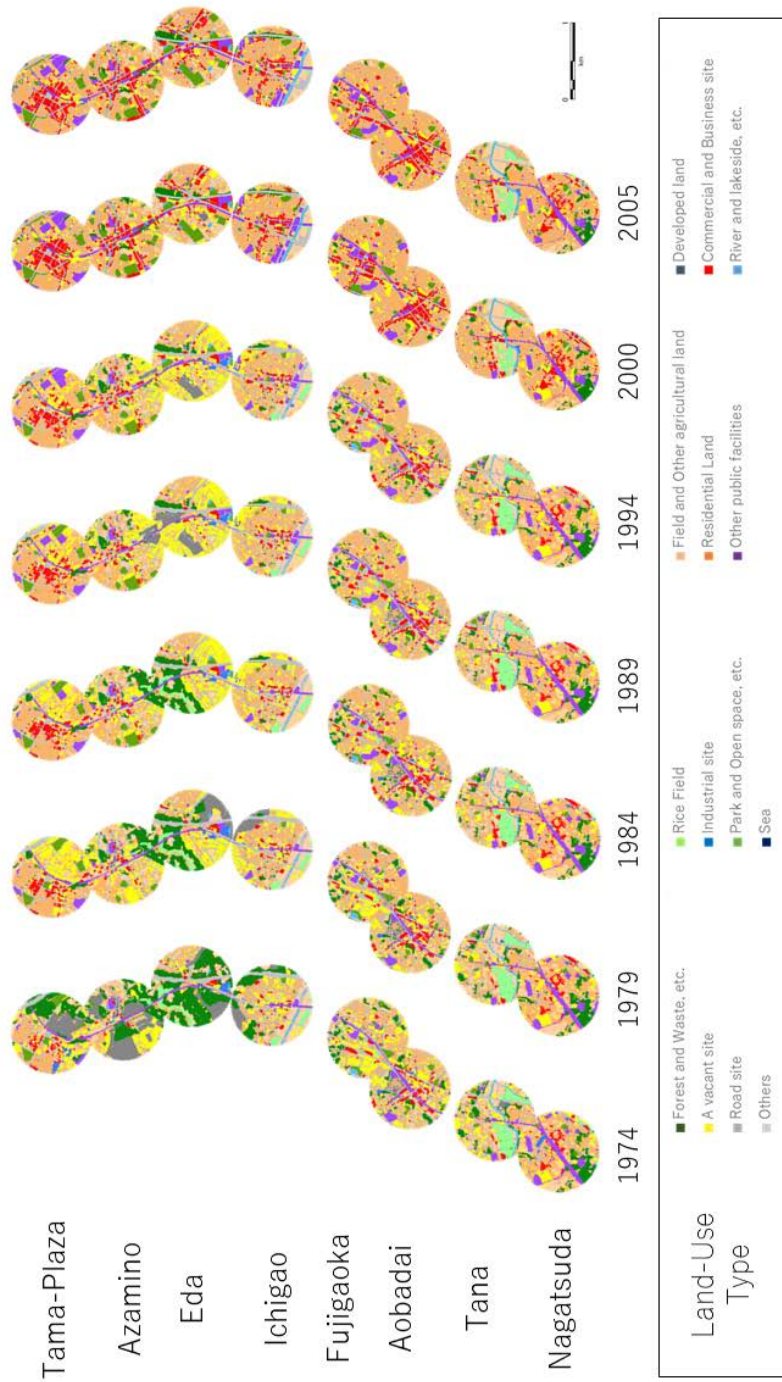 Tama-Plaza
Azamino
Eda
Ichigao
Fujigaoka
Aobadai
Tana
Nagatsuda
1974
1979
1984
1989
1994
2000
2005
0 1
km
Land-Use
Type
Forest and Waste, etc.
A vacant site
Road site
Others
Rice Field
Industrial site
Park and Open space, etc.
Sea
Field and Other agricultural land
Residential Land
Other public facilities
Developed land
Commercial and Business site
River and lakeside, etc.